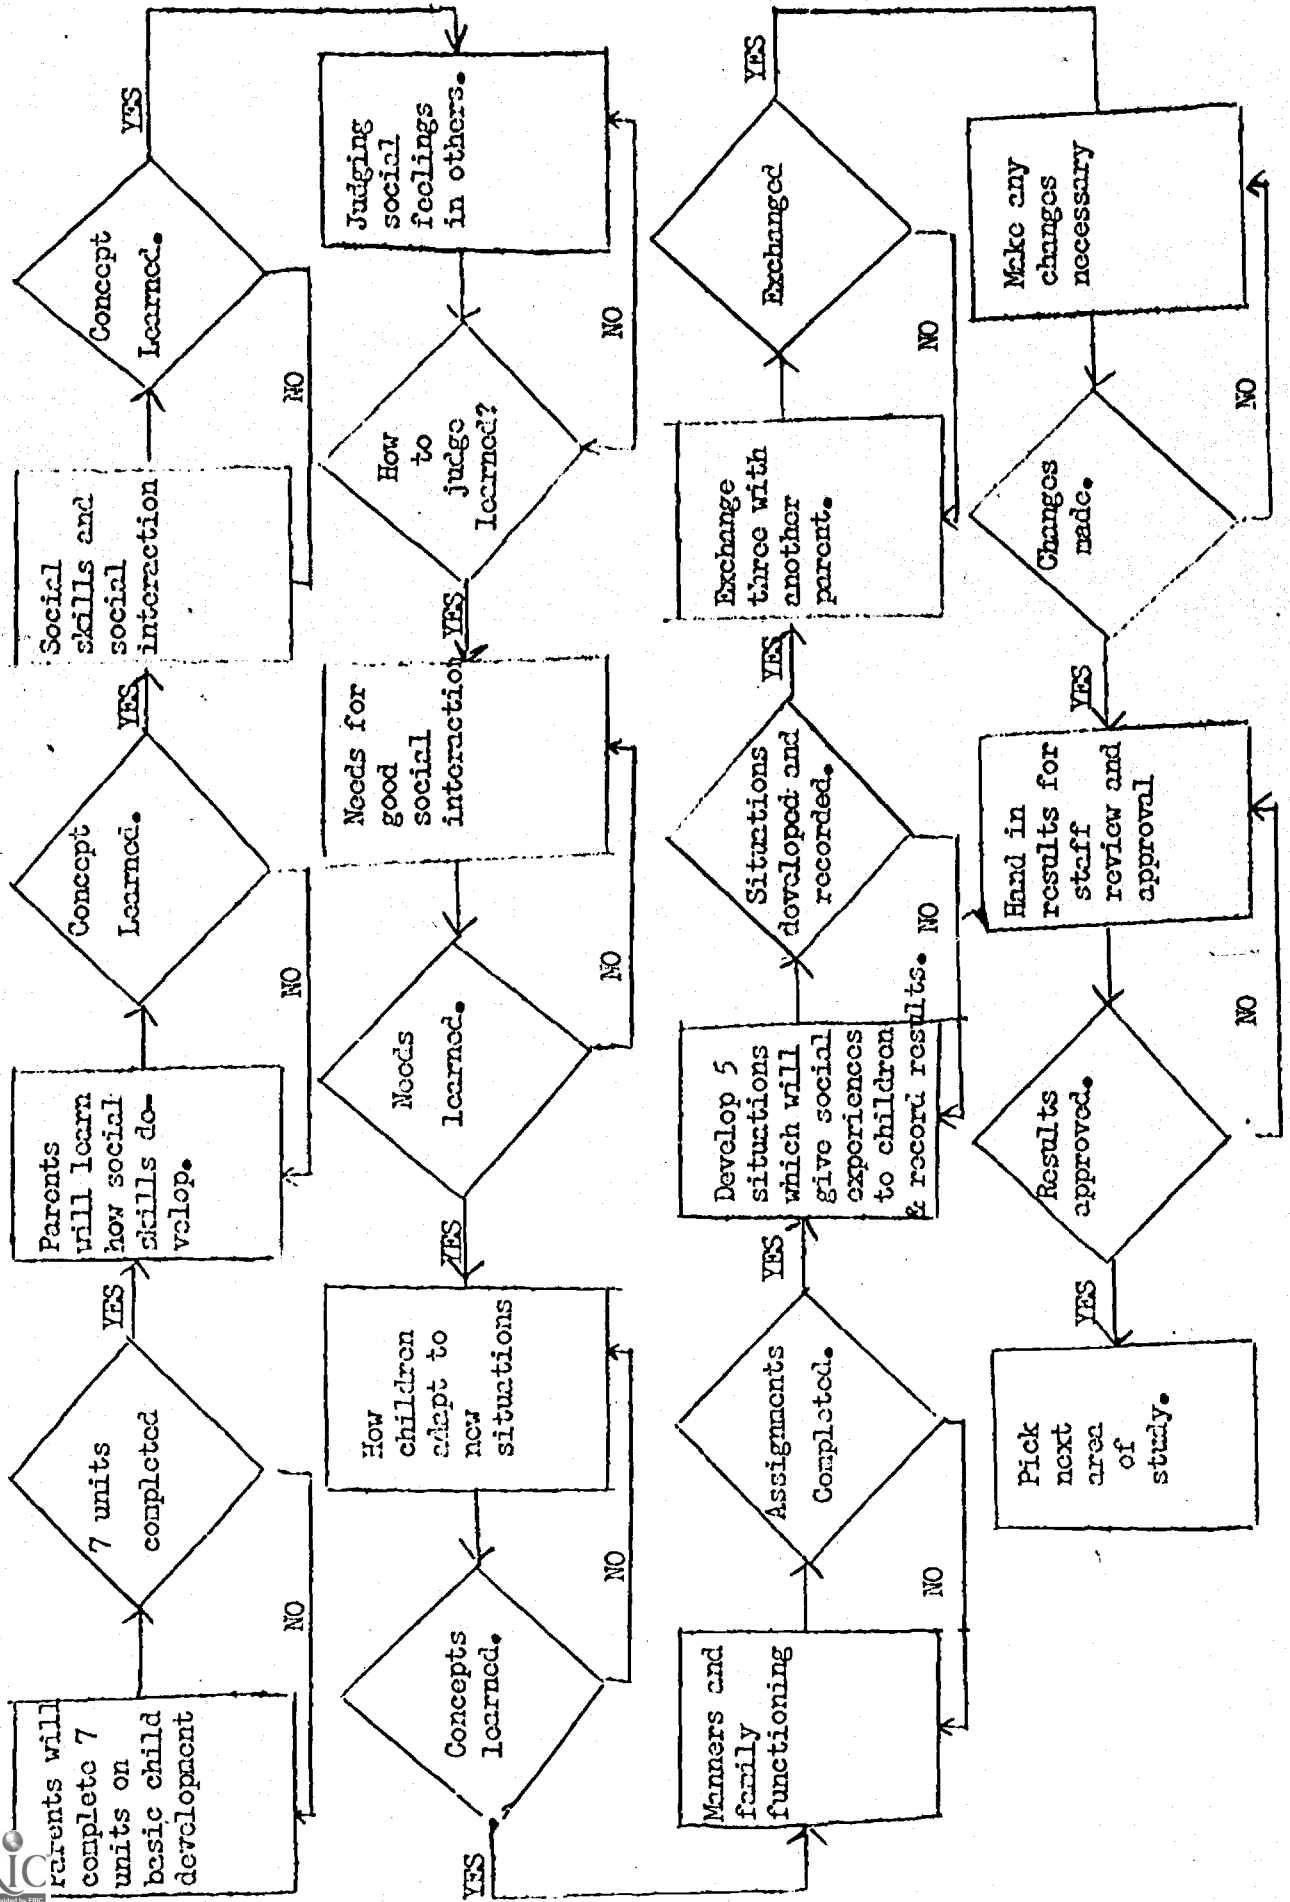 Parents will
complete 7
units on
basic child
development
7 units
completed
YES
NO
Parents
will learn
how social
skills de-
velop.
Concept
Learned.
YES
NO
Social
skills and
social
interaction
Concept
Learned.
YES
NO
Judging
social
feelings
in others.
How
to
judge
learned?
YES
NO
Needs for
good
social
interaction
Needs
learned.
YES
NO
How
children
adapt to
new
situations
Concepts
learned.
YES
NO
Manners and
family
functioning
Assignments
Completed.
YES
NO
Develop 5
situations
which will
give social
experiences
to children
& record results.
Situations
developed and
recorded.
YES
NO
Exchange
three with
another
parent.
Exchanged
YES
NO
Make any
changes
necessary
Changes
made.
YES
NO
Hand in
results for
staff
review and
approval
Results
approved.
YES
NO
Pick
next
area
of
study.